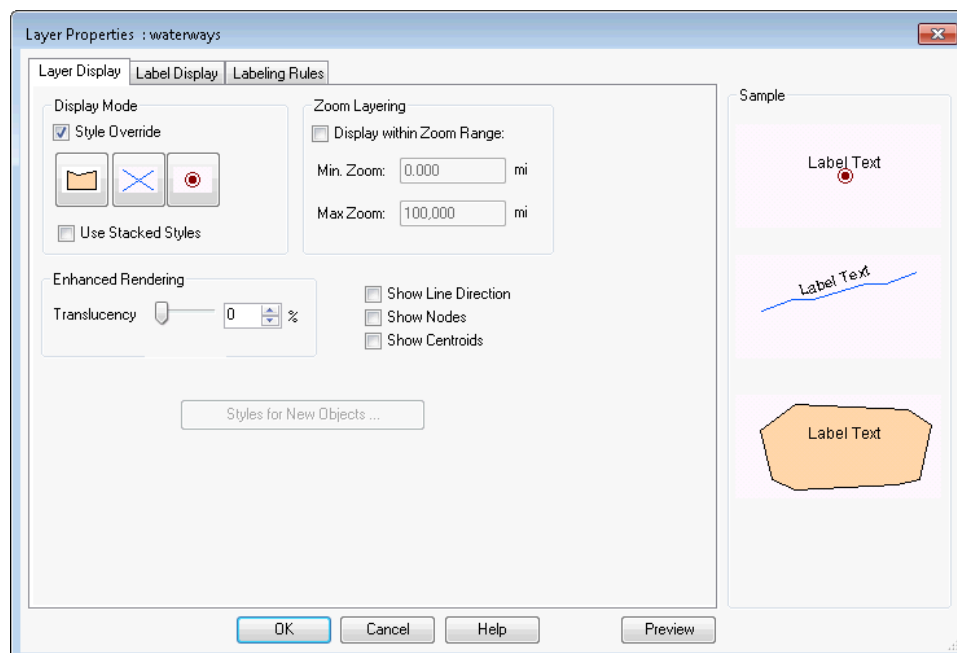 Layer Properties : waterways
Layer Display
Label Display
Labeling Rules
Display Mode
Style Override
Use Stacked Styles
Zoom Layering
Display within Zoom Range:
Min. Zoom: 0.000 mi
Max Zoom: 100,000 mi
Enhanced Rendering
Translucency 0 %
Show Line Direction
Show Nodes
Show Centroids
Styles for New Objects ...
Sample
Label Text
Label Text
Label Text
OK
Cancel
Help
Preview